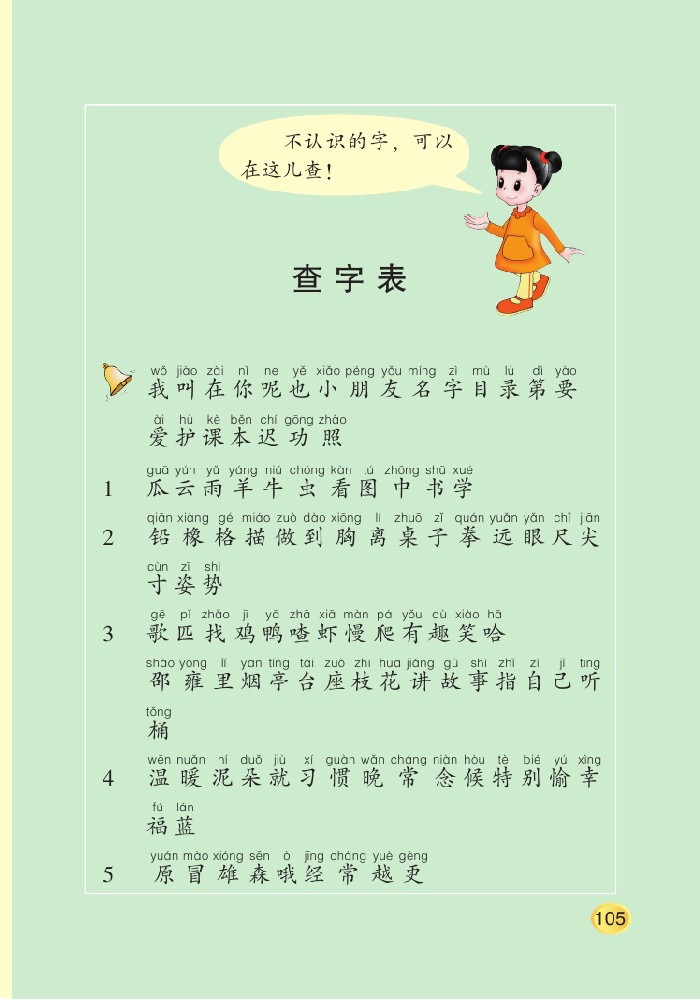 不认识的字，可以
在这儿查！
查字表
wǒ jiào zài nǐ ne yě xiǎo péng yǒu míng zì mù lù dì yào
我叫在你呢也小朋友名字目录第要
ài hù kè běn chí gōng zhào
爱护课本迟功照
guā yún yǔ yáng niú chóng kàn tú zhōng shū xué
1 瓜云雨羊牛虫看图中书学
qiān xiàng gé miáo zuò dào xiōng lí zhuō zǐ quán yuǎn yǎn chǐ jiān
2 铅橡格描做到胸离桌子拳远眼尺尖
cùn zī shì
寸姿势
gē pǐ zhǎo jī yā zhā xiā màn pá yǒu cù xiào hā
3 歌匹找鸡鸭喳虾慢爬有趣笑哈
shào yōng lǐ yān tíng tái zuò zhī huā jiǎng gù shì zhǐ zì jǐ tīng
邵雍里烟亭台座枝花讲故事指自己听
tǒng
桶
wēn nuǎn ní duǒ jiù xí guàn wǎn cháng niàn hòu tè bié yú xìng
4 温暖泥朵就习惯晚常念候特别愉幸
fú lán
福蓝
yuán mào xióng sēn ò jīng cháng yuè gèng
5 原冒雄森哦经常越更
105